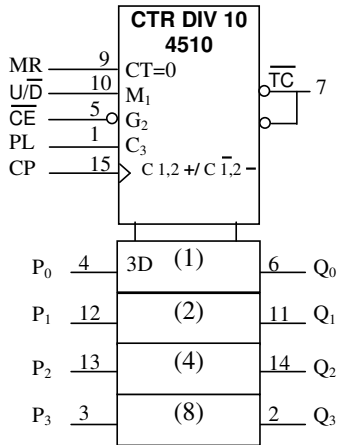 CTR DIV 10
4510
MR 9 CT=0
U/D̅ 10 M₁
C̅E̅ 5 G₂
PL 1 C₃
CP 15 C 1,2 +/ C 1̅,2 −
T̅C̅ 7
P₀ 4 3D (1) 6 Q₀
P₁ 12 (2) 11 Q₁
P₂ 13 (4) 14 Q₂
P₃ 3 (8) 2 Q₃